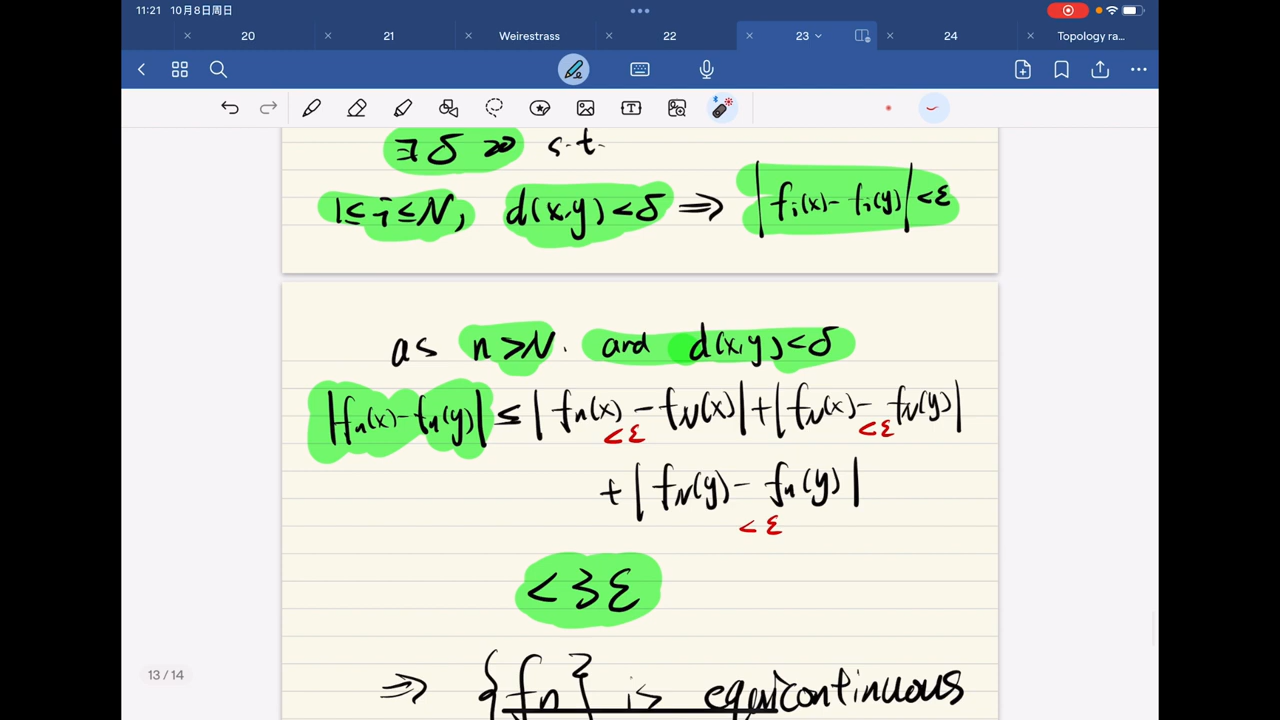 11:21 10月8日周日
20 21 Weirestrass 22 23 24 Topology ra...
∃ δ >0 s.t.
1≤i≤N, d(x,y)<δ ⇒ |fi(x)-fi(y)|<ε
as n>N. and d(x,y)<δ
|fn(x)-fn(y)| ≤ |fn(x)-fN(x)|+|fN(x)-fN(y)|
<ε <ε
+|fN(y)-fn(y)|
<ε
<3ε
⇒ {fn} is equicontinuous
13 / 14